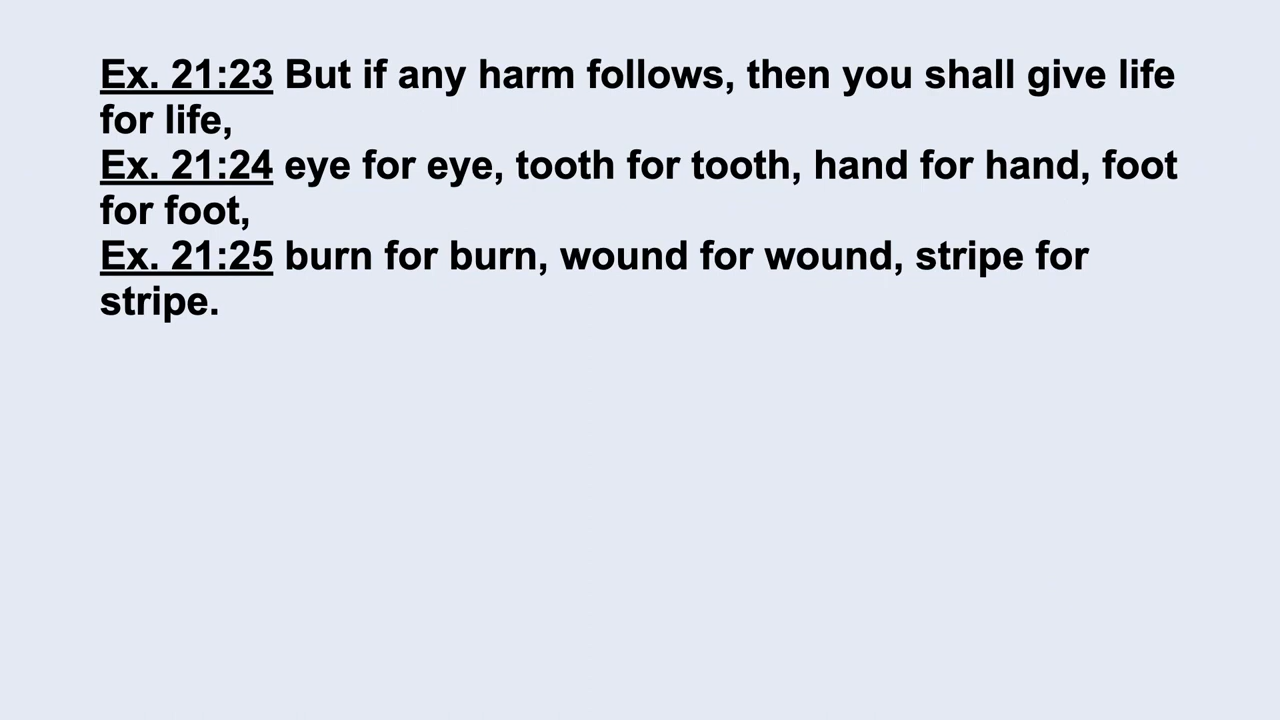 Ex. 21:23 But if any harm follows, then you shall give life
for life,
Ex. 21:24 eye for eye, tooth for tooth, hand for hand, foot
for foot,
Ex. 21:25 burn for burn, wound for wound, stripe for
stripe.